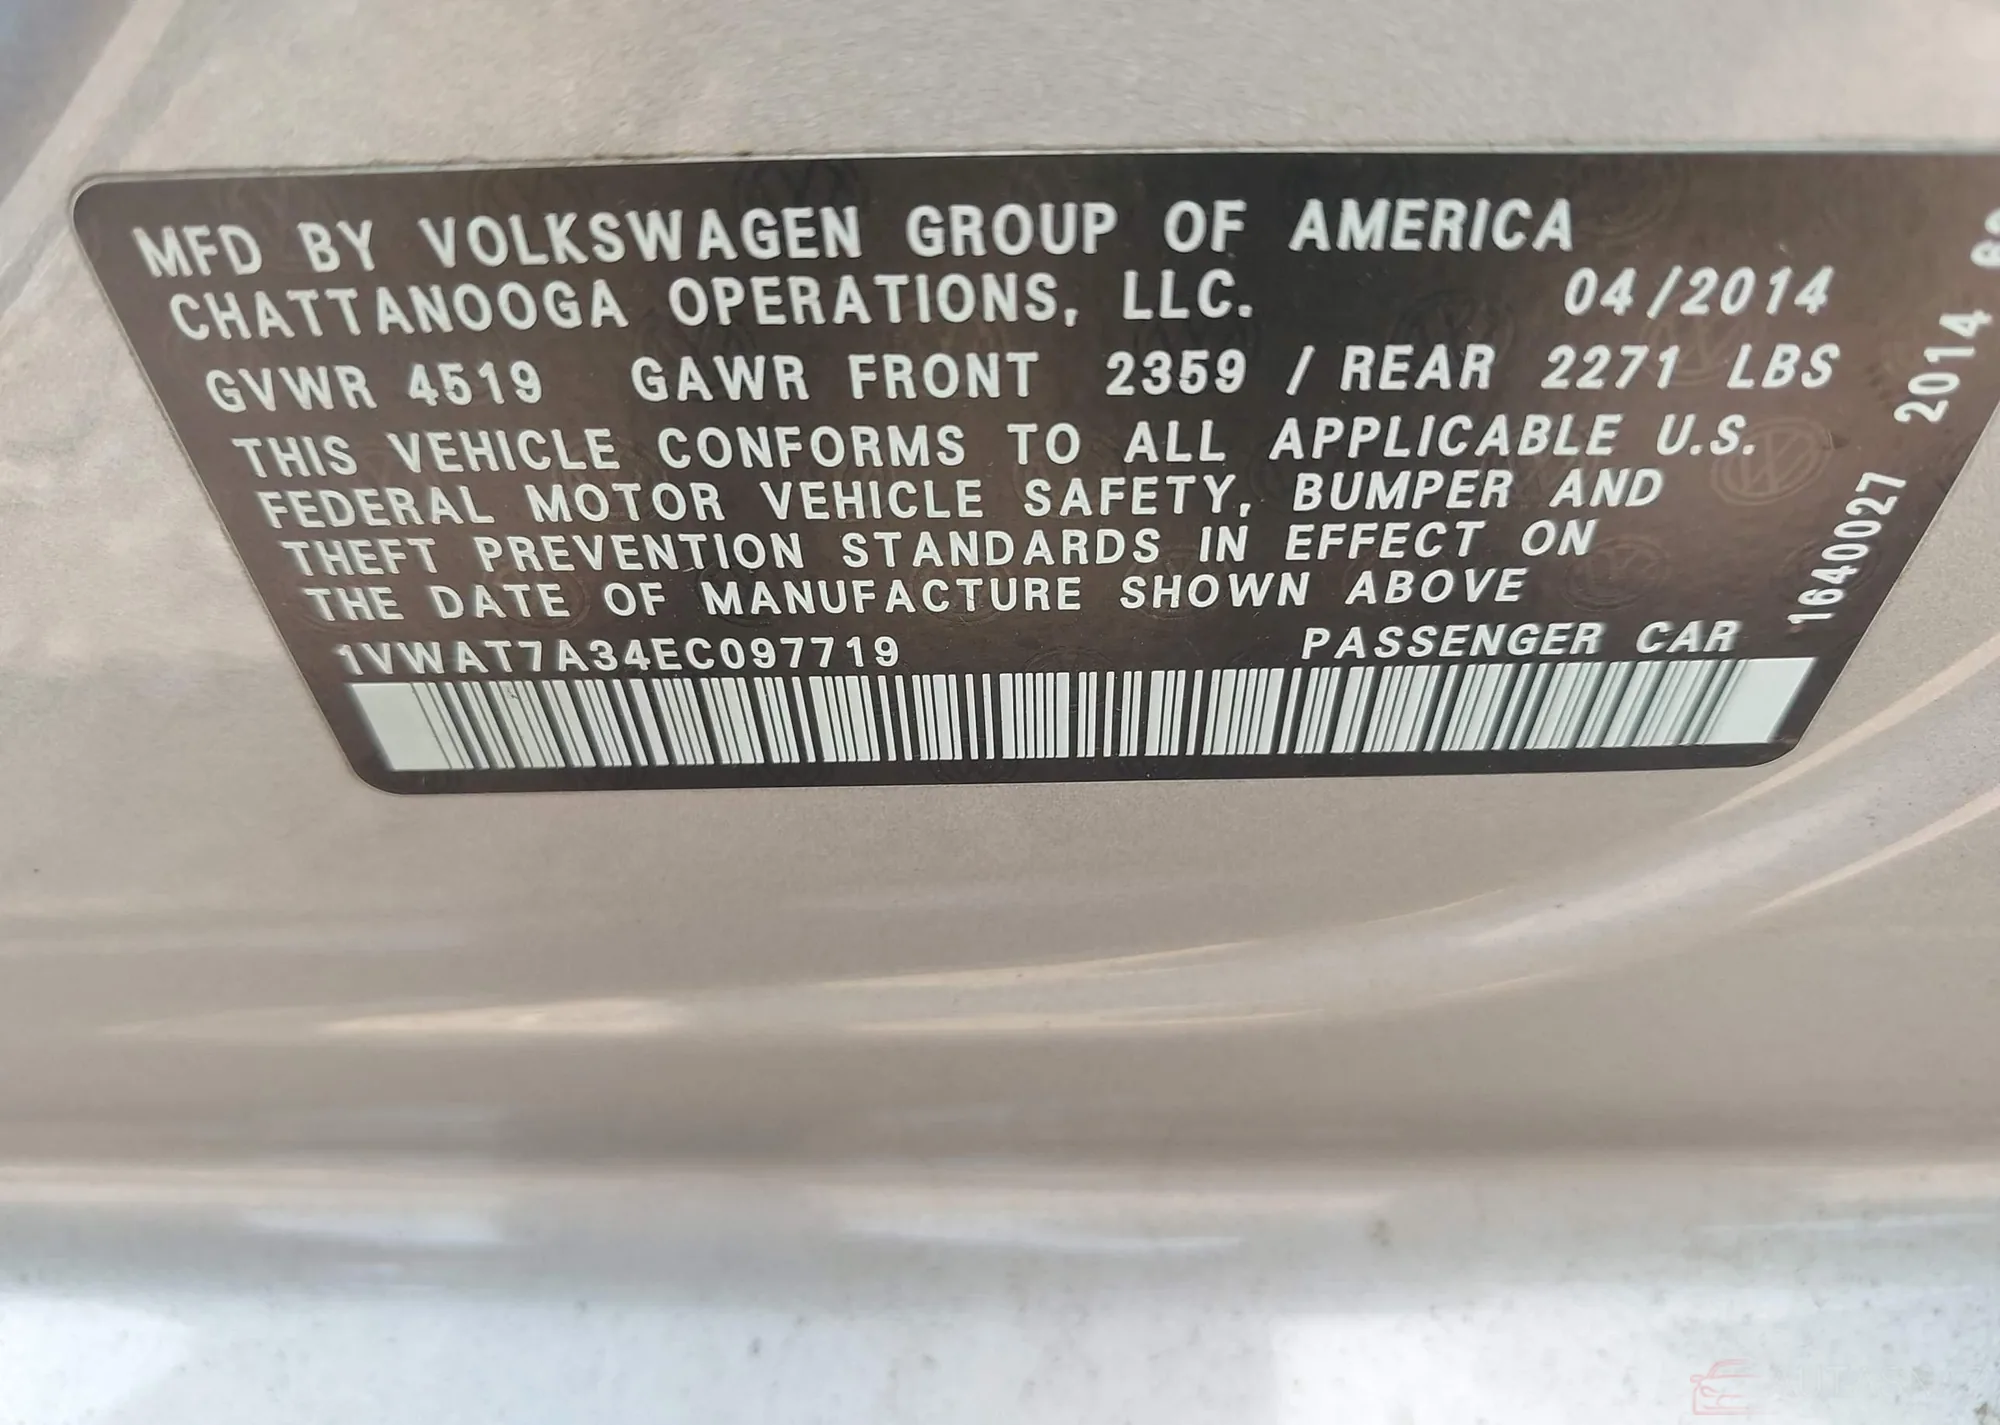 MFD BY VOLKSWAGEN GROUP OF AMERICA
CHATTANOOGA OPERATIONS, LLC. 04/2014
GVWR 4519 GAWR FRONT 2359 / REAR 2271 LBS
THIS VEHICLE CONFORMS TO ALL APPLICABLE U.S.
FEDERAL MOTOR VEHICLE SAFETY, BUMPER AND
THEFT PREVENTION STANDARDS IN EFFECT ON
THE DATE OF MANUFACTURE SHOWN ABOVE
1VWAT7A34EC097719 PASSENGER CAR
1640027 2014